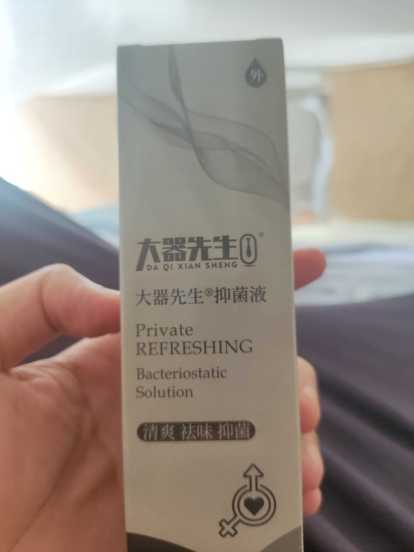 外
大器先生®
DA QI XIAN SHENG
大器先生®抑菌液
Private
REFRESHING
Bacteriostatic
Solution
清爽 祛味 抑菌